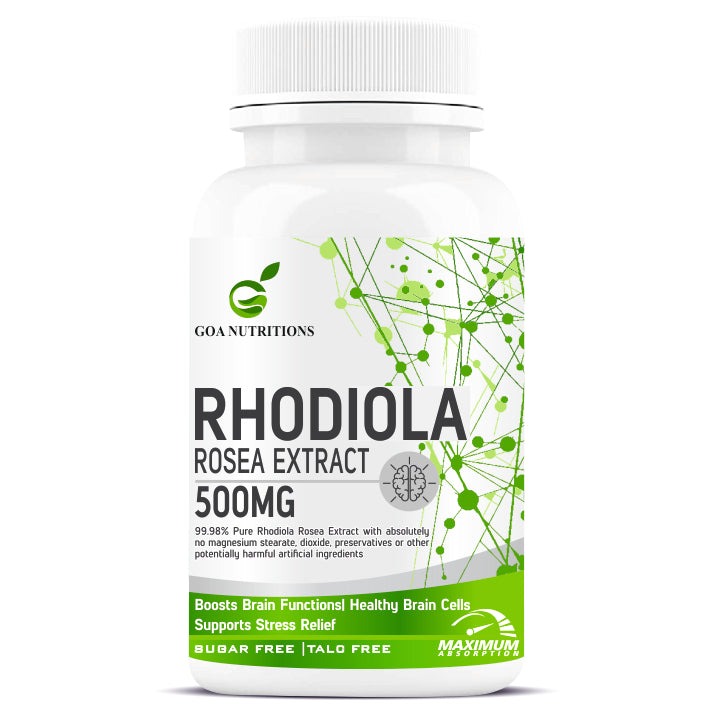 GOA NUTRITIONS
RHODIOLA
ROSEA EXTRACT
500MG
99.98% Pure Rhodiola Rosea Extract with absolutely
no magnesium stearate, dioxide, preservatives or other
potentially harmful artificial ingredients
Boosts Brain Functions| Healthy Brain Cells
Supports Stress Relief
SUGAR FREE |TALO FREE
MAXIMUM
ABSORPTION